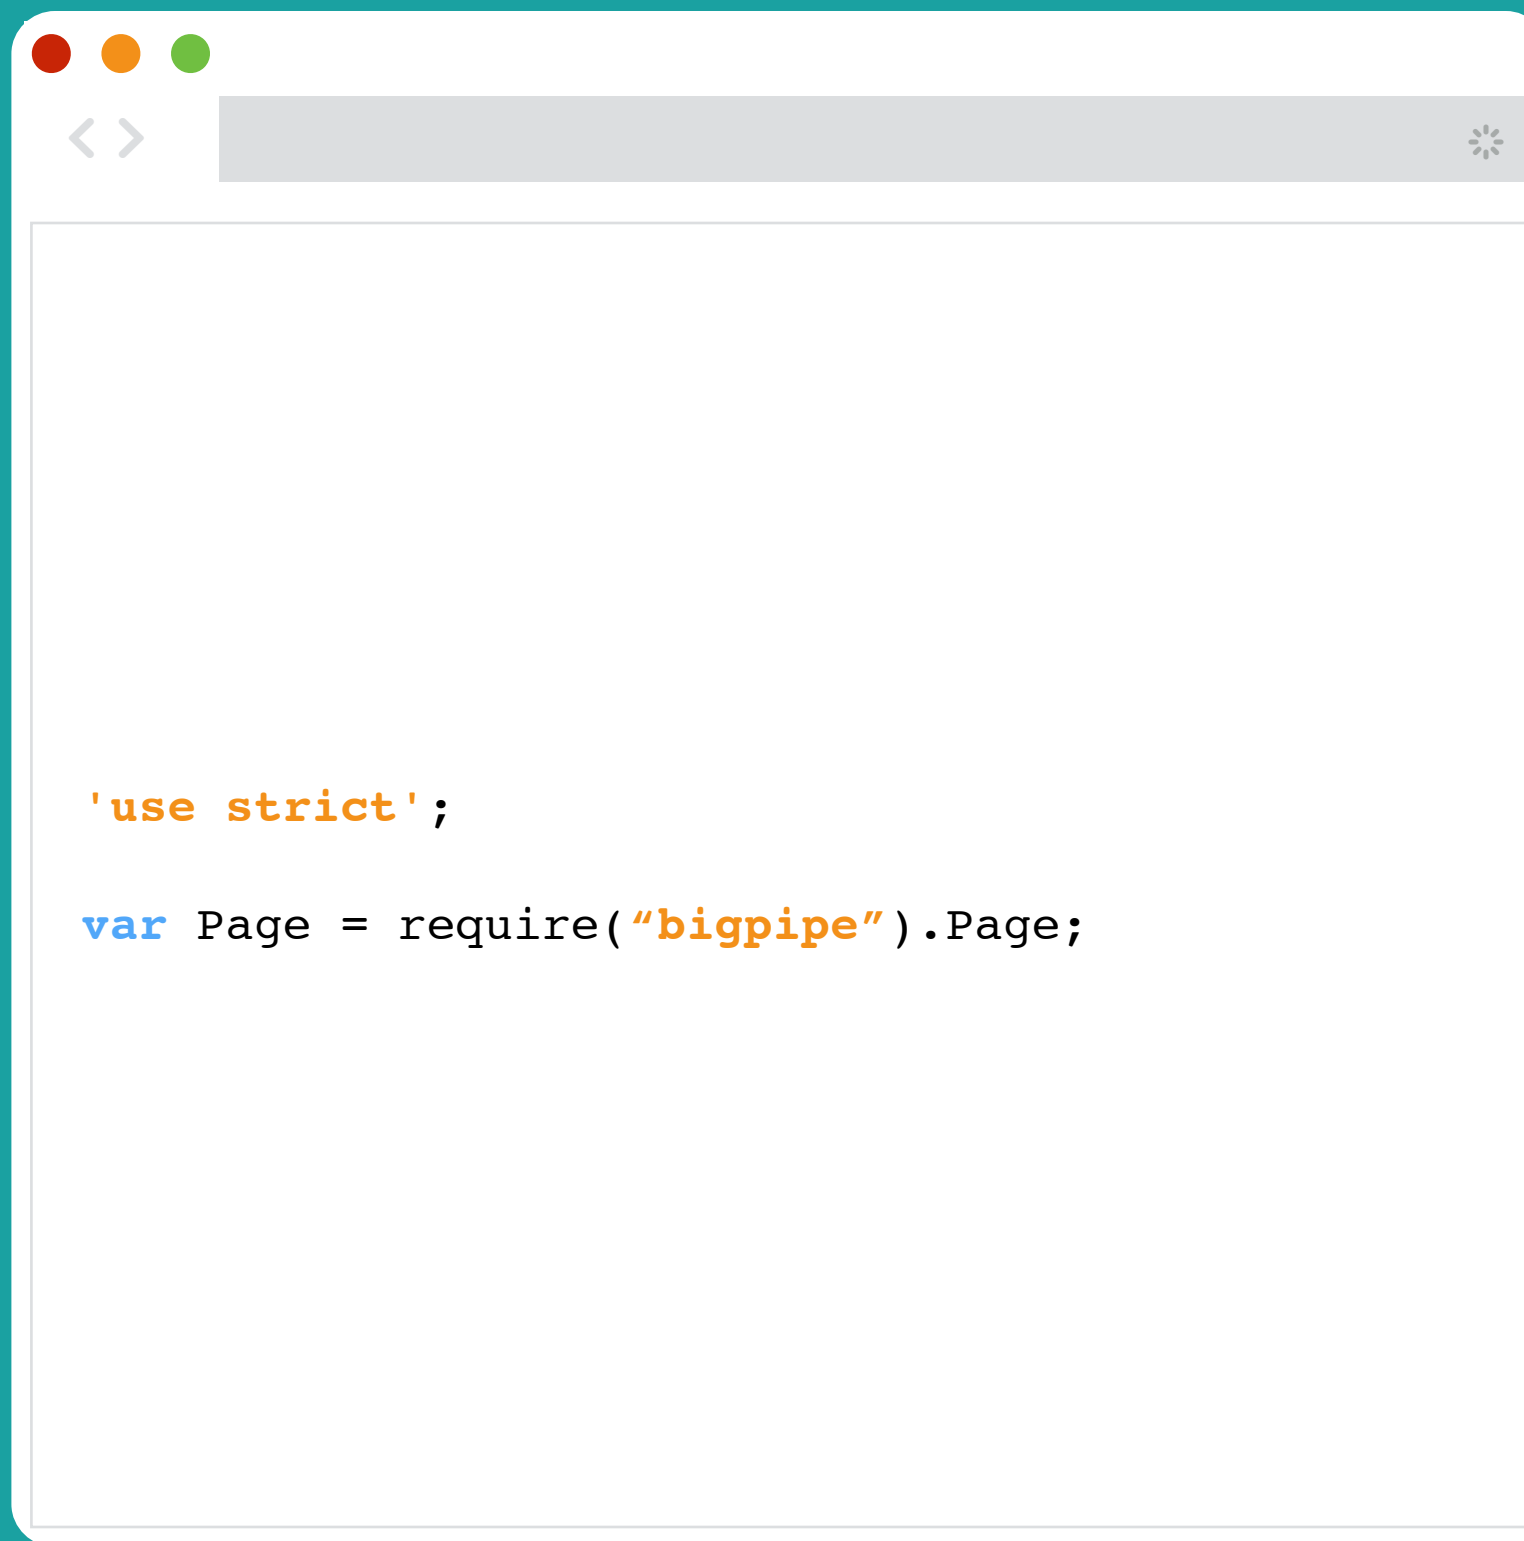 'use strict';
var Page = require(“bigpipe”).Page;